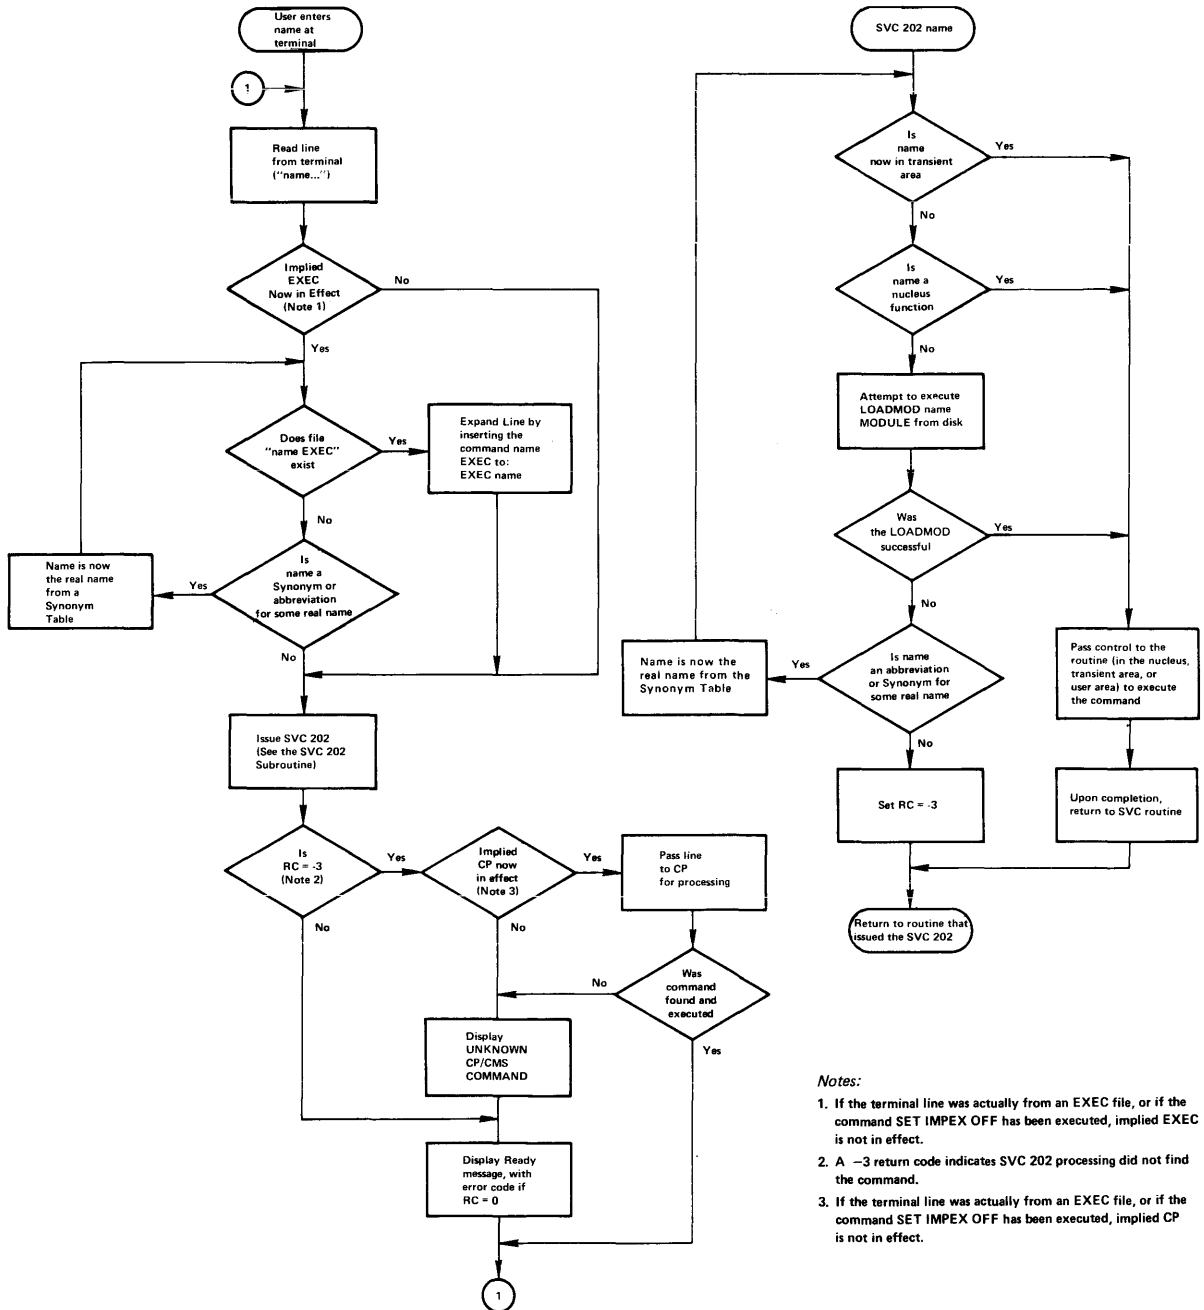 User enters
name at
terminal
1
Read line
from terminal
("name...")
Implied
EXEC
Now in Effect
(Note 1)
No
Yes
Does file
"name EXEC"
exist
Yes
Expand Line by
inserting the
command name
EXEC to:
EXEC name
No
Is
name a
Synonym or
abbreviation
for some real name
Yes
Name is now
the real name
from a
Synonym
Table
No
Issue SVC 202
(See the SVC 202
Subroutine)
Is
RC = -3
(Note 2)
Yes
No
Implied
CP now
in effect
(Note 3)
Yes
No
Pass line
to CP
for processing
Was
command
found and
executed
No
Yes
Display
UNKNOWN
CP/CMS
COMMAND
Display Ready
message, with
error code if
RC = 0
1
SVC 202 name
Is
name
now in transient
area
Yes
No
Is
name a
nucleus
function
Yes
No
Attempt to execute
LOADMOD name
MODULE from disk
Was
the LOADMOD
successful
Yes
No
Is name
an abbreviation
or Synonym for
some real name
Yes
Name is now the
real name from the
Synonym Table
No
Set RC = -3
Pass control to the
routine (in the nucleus,
transient area, or
user area) to execute
the command
Upon completion,
return to SVC routine
Return to routine that
issued the SVC 202
Notes:
1. If the terminal line was actually from an EXEC file, or if the
command SET IMPEX OFF has been executed, implied EXEC
is not in effect.
2. A −3 return code indicates SVC 202 processing did not find
the command.
3. If the terminal line was actually from an EXEC file, or if the
command SET IMPEX OFF has been executed, implied CP
is not in effect.